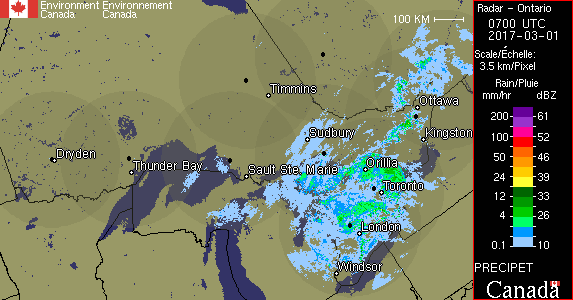 Environment Environnement
Canada Canada
100 KM
Timmins
Ottawa
Sudbury
Kingston
Dryden
Thunder Bay
Sault Ste. Marie
Orillia
Toronto
London
Windsor
Radar - Ontario
0700 UTC
2017-03-01
Scale/Échelle:
3.5 km/Pixel
Rain/Pluie
mm/hr dBZ
200 61
100 52
50 46
24 39
12 33
4 26
0.1 10
PRECIPET
Canada